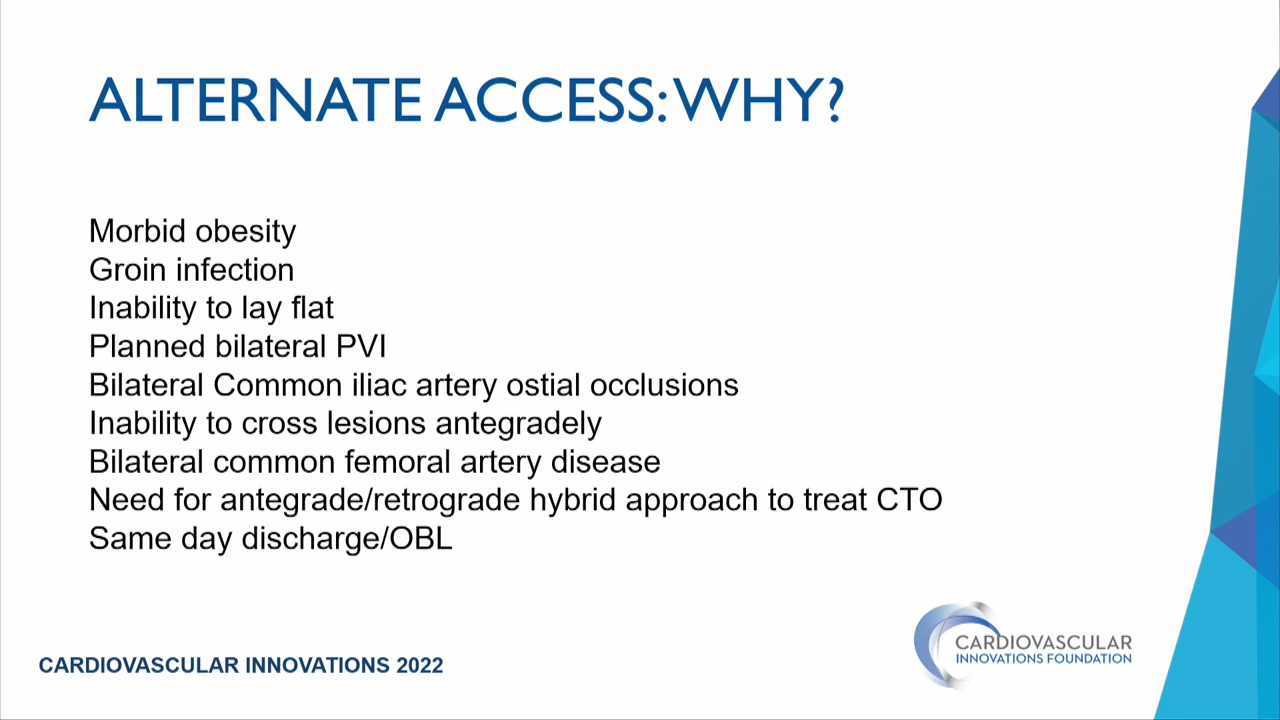 ALTERNATE ACCESS: WHY?
Morbid obesity
Groin infection
Inability to lay flat
Planned bilateral PVI
Bilateral Common iliac artery ostial occlusions
Inability to cross lesions antegradely
Bilateral common femoral artery disease
Need for antegrade/retrograde hybrid approach to treat CTO
Same day discharge/OBL
CARDIOVASCULAR
INNOVATIONS FOUNDATION
CARDIOVASCULAR INNOVATIONS 2022